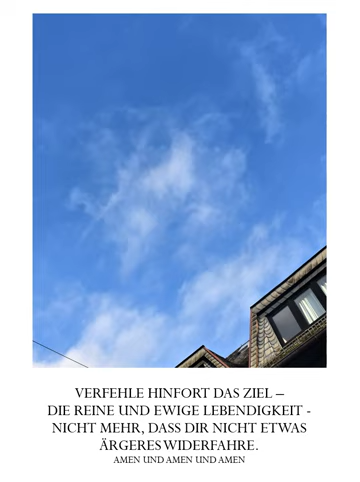 VERFEHLE HINFORT DAS ZIEL –
DIE REINE UND EWIGE LEBENDIGKEIT -
NICHT MEHR, DASS DIR NICHT ETWAS
ÄRGERES WIDERFAHRE.
AMEN UND AMEN UND AMEN